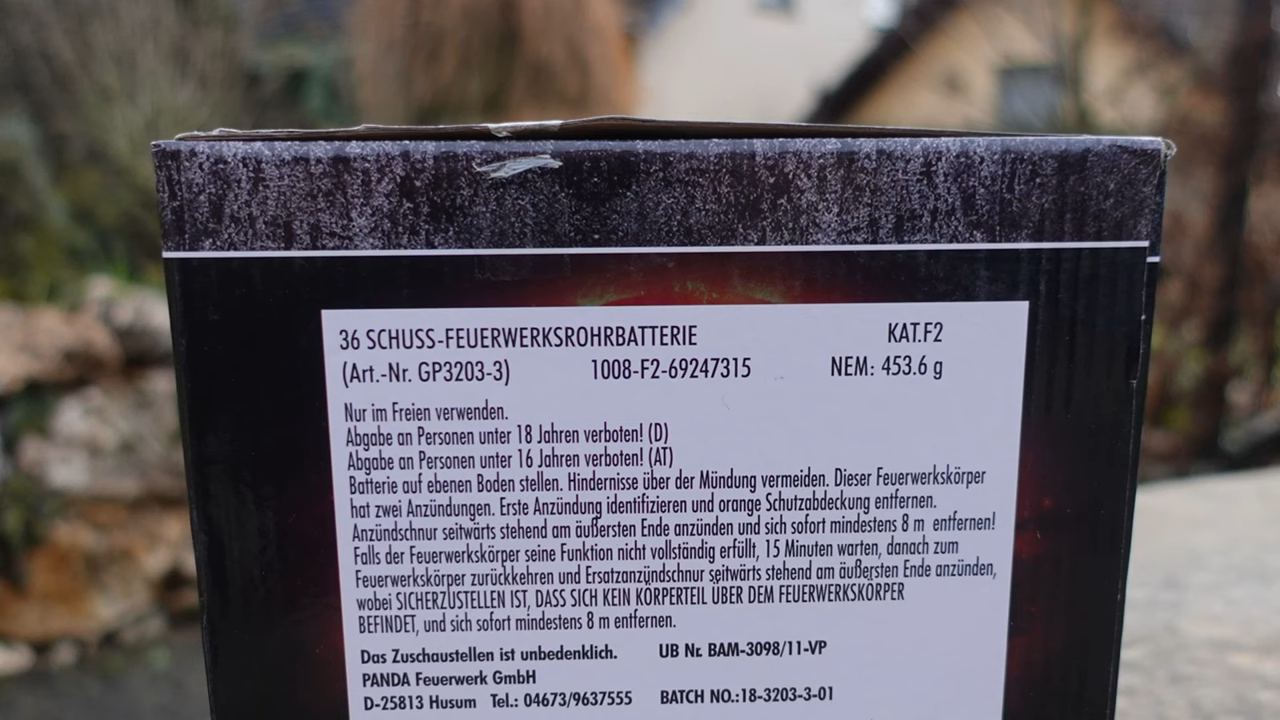 36 SCHUSS-FEUERWERKSROHRBATTERIE KAT.F2
(Art.-Nr. GP3203-3) 1008-F2-69247315 NEM: 453.6 g
Nur im Freien verwenden.
Abgabe an Personen unter 18 Jahren verboten! (D)
Abgabe an Personen unter 16 Jahren verboten! (AT)
Batterie auf ebenen Boden stellen. Hindernisse über der Mündung vermeiden. Dieser Feuerwerkskörper
hat zwei Anzündungen. Erste Anzündung identifizieren und orange Schutzabdeckung entfernen.
Anzündschnur seitwärts stehend am äußersten Ende anzünden und sich sofort mindestens 8 m entfernen!
Falls der Feuerwerkskörper seine Funktion nicht vollständig erfüllt, 15 Minuten warten, danach zum
Feuerwerkskörper zurückkehren und Ersatzanzündschnur seitwärts stehend am äußersten Ende anzünden,
wobei SICHERZUSTELLEN IST, DASS SICH KEIN KÖRPERTEIL ÜBER DEM FEUERWERKSKÖRPER
BEFINDET, und sich sofort mindestens 8 m entfernen.
Das Zuschaustellen ist unbedenklich. UB Nr. BAM-3098/11-VP
PANDA Feuerwerk GmbH
D-25813 Husum Tel.: 04673/9637555 BATCH NO.:18-3203-3-01